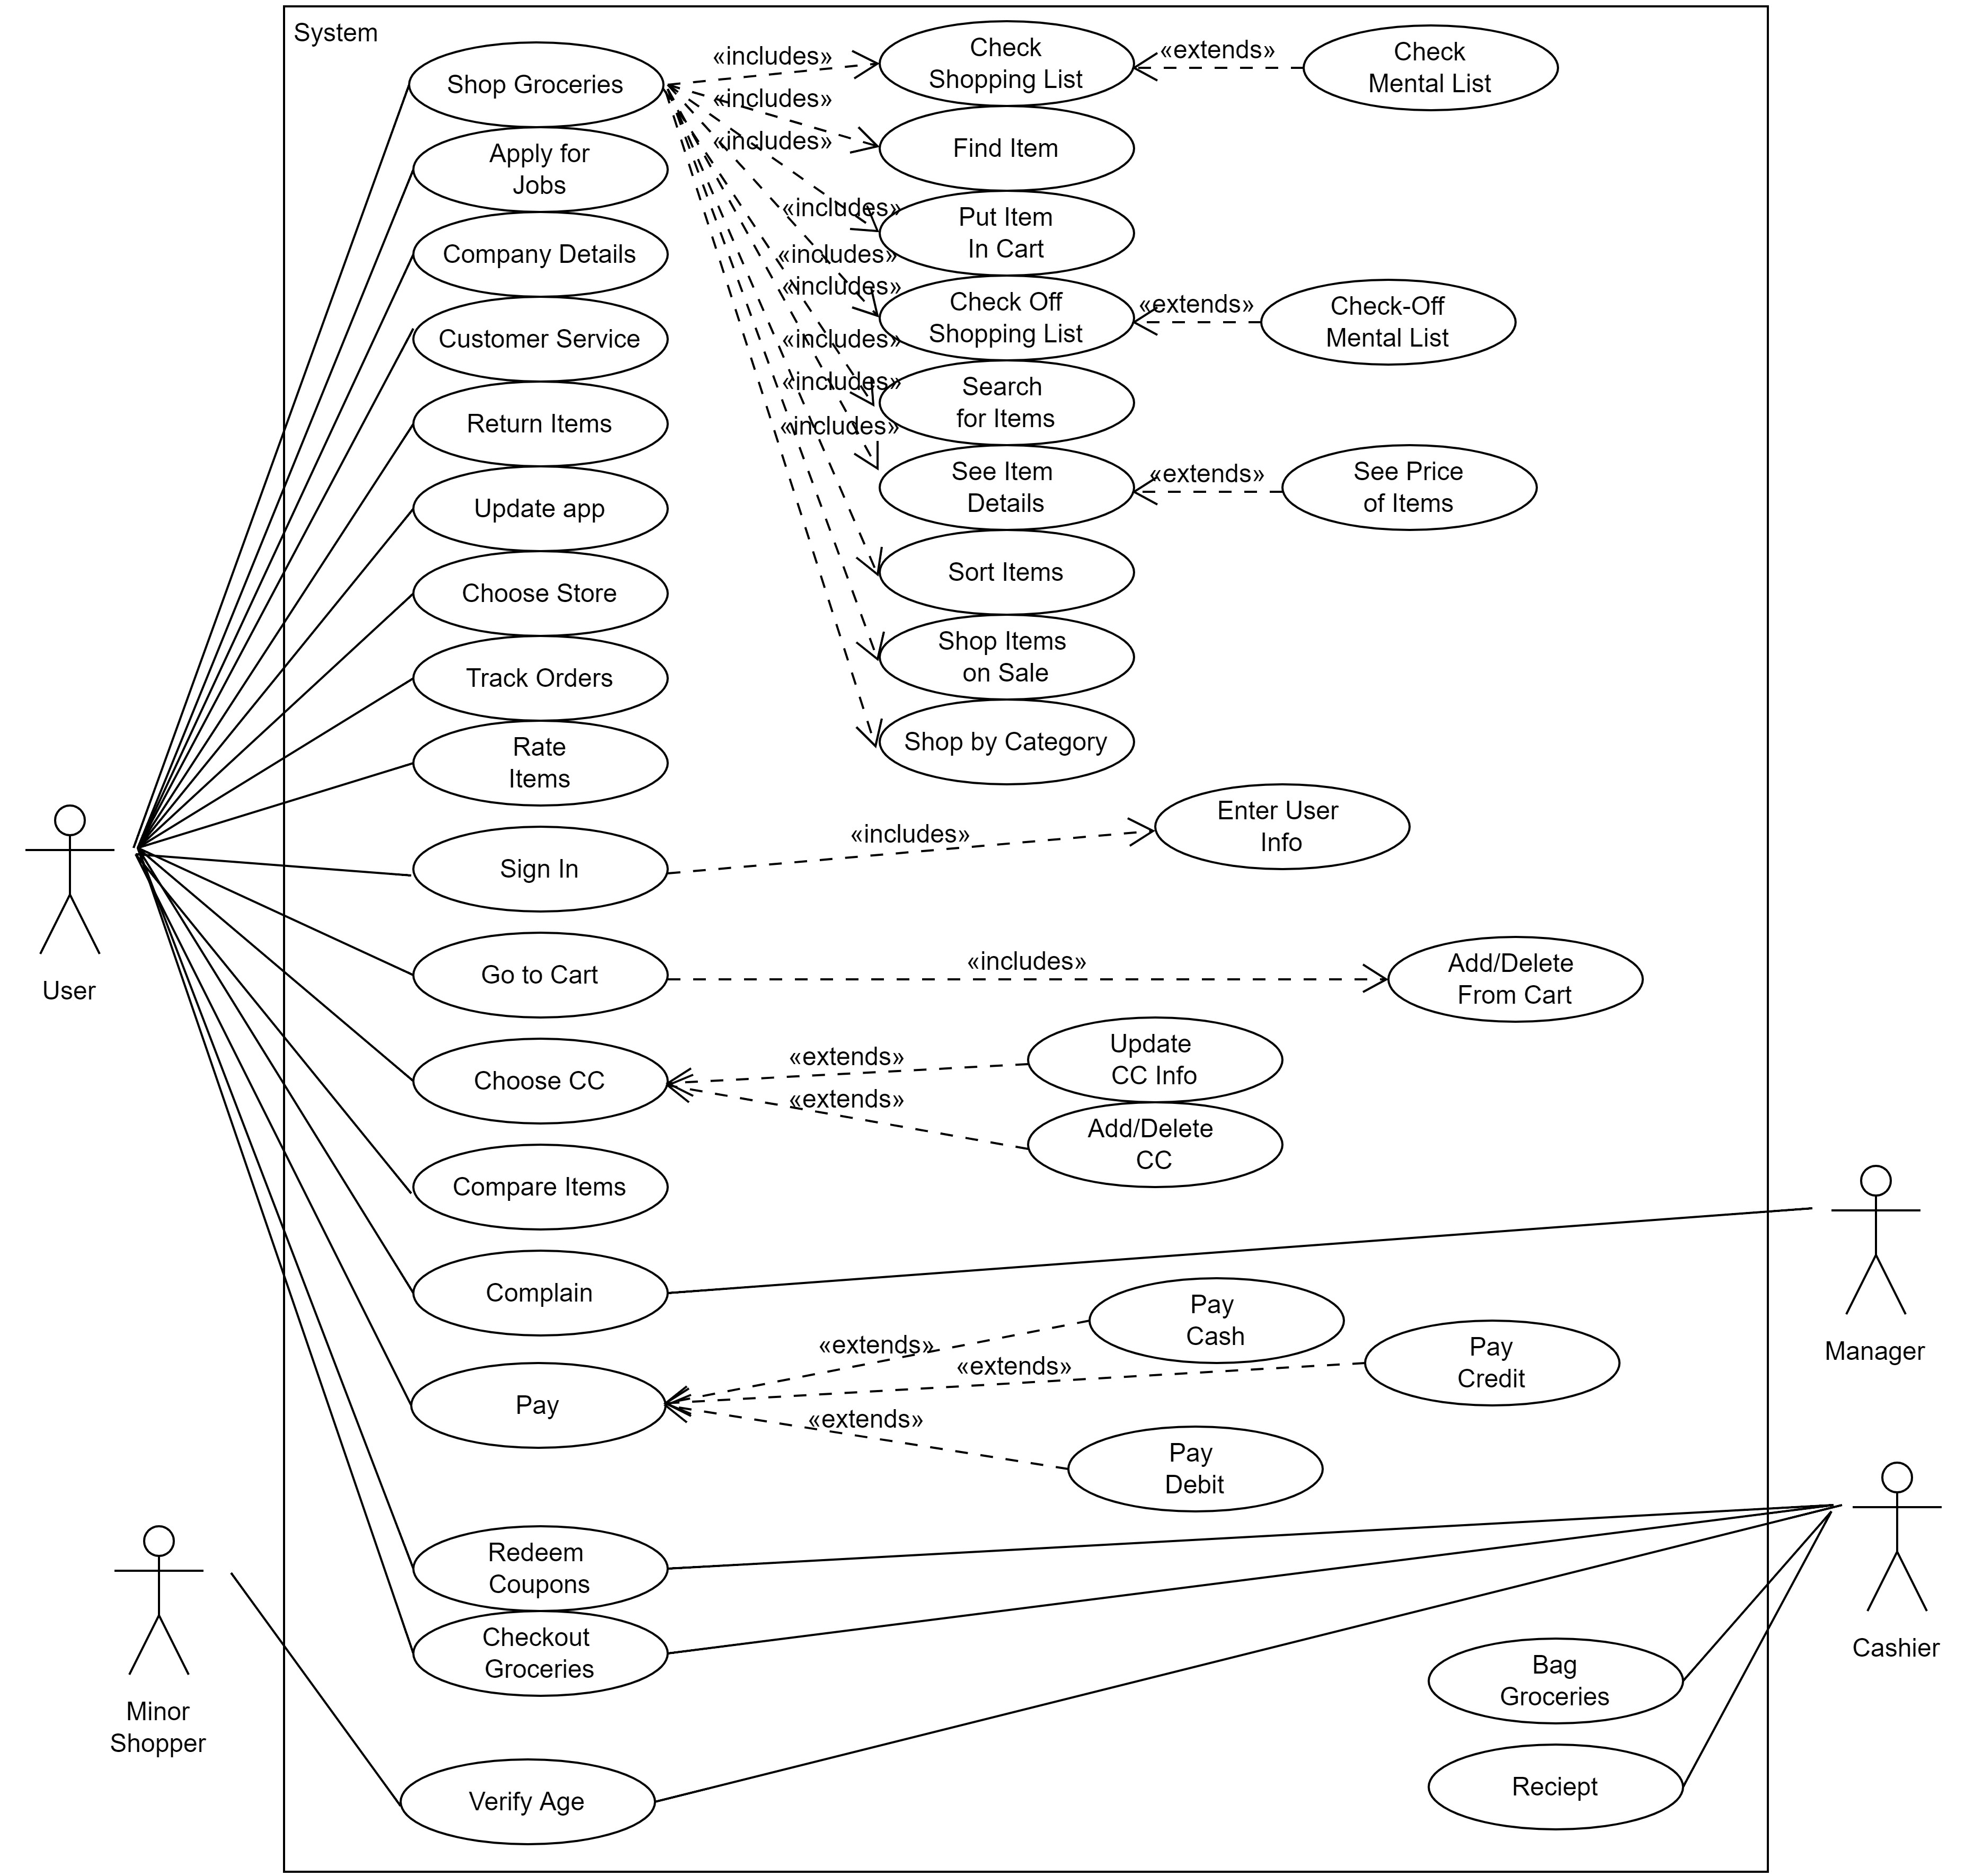 System
Shop Groceries
«includes»
Check
Shopping List
«extends»
Check
Mental List
«includes»
Apply for
Jobs
«includes»
Find Item
Company Details
«includes»
Put Item
In Cart
«includes»
Customer Service
«includes»
Check Off
Shopping List
«extends»
Check-Off
Mental List
«includes»
Return Items
«includes»
Search
for Items
«includes»
Update app
See Item
Details
«extends»
See Price
of Items
Choose Store
Sort Items
Track Orders
Shop Items
on Sale
Rate
Items
Shop by Category
Sign In
«includes»
Enter User
Info
User
Go to Cart
«includes»
Add/Delete
From Cart
Choose CC
«extends»
Update
CC Info
«extends»
Add/Delete
CC
Compare Items
Complain
Manager
Pay
«extends»
Pay
Cash
«extends»
Pay
Credit
«extends»
Pay
Debit
Redeem
Coupons
Checkout
Groceries
Cashier
Minor
Shopper
Bag
Groceries
Verify Age
Reciept